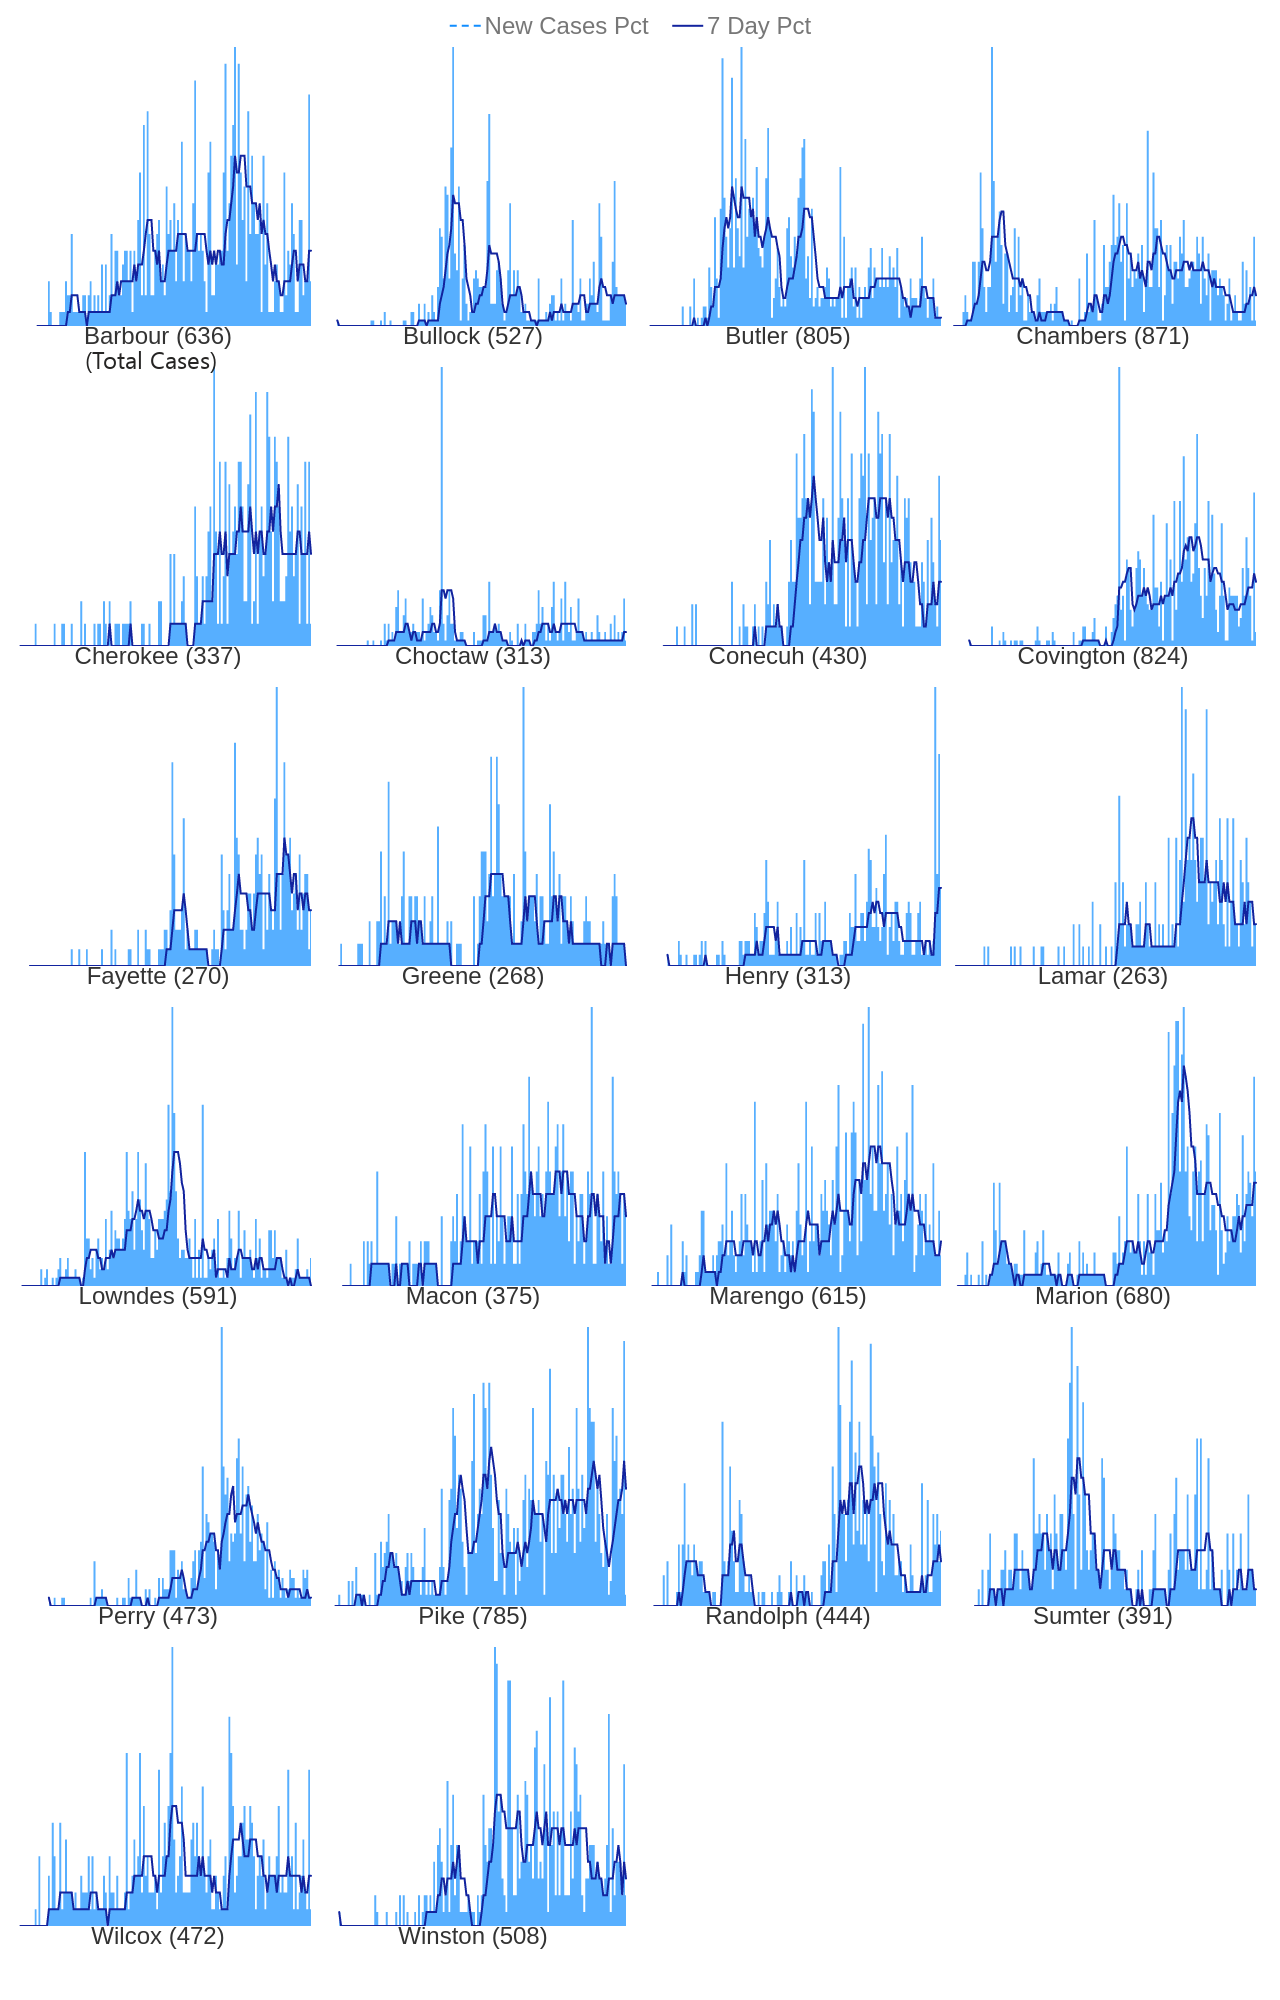 New Cases Pct 7 Day Pct
Barbour (636) Bullock (527) Butler (805) Chambers (871)
(Total Cases)
Cherokee (337) Choctaw (313) Conecuh (430) Covington (824)
Fayette (270) Greene (268) Henry (313) Lamar (263)
Lowndes (591) Macon (375) Marengo (615) Marion (680)
Perry (473) Pike (785) Randolph (444) Sumter (391)
Wilcox (472) Winston (508)